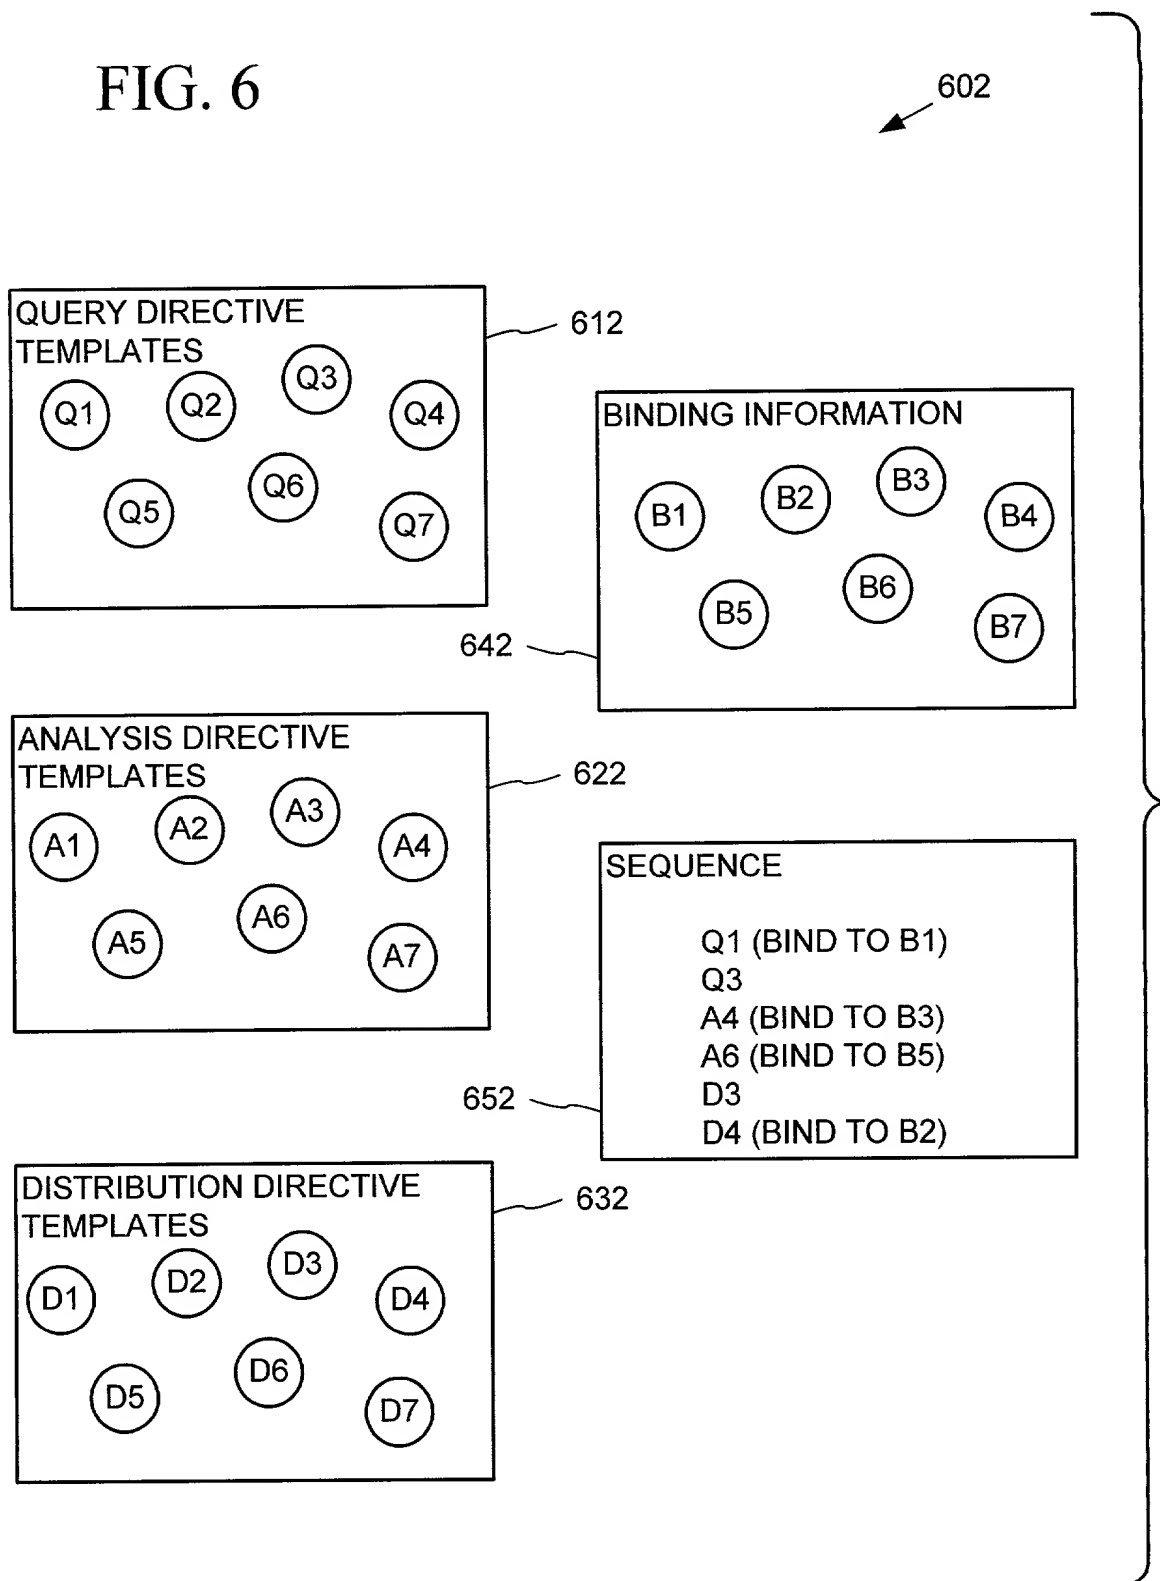 FIG. 6
602
QUERY DIRECTIVE
TEMPLATES
612
Q1 Q2 Q3 Q4
Q5 Q6 Q7
BINDING INFORMATION
B1 B2 B3 B4
B5 B6 B7
642
ANALYSIS DIRECTIVE
TEMPLATES
622
A1 A2 A3 A4
A5 A6 A7
SEQUENCE
Q1 (BIND TO B1)
Q3
A4 (BIND TO B3)
A6 (BIND TO B5)
D3
D4 (BIND TO B2)
652
DISTRIBUTION DIRECTIVE
TEMPLATES
632
D1 D2 D3 D4
D5 D6 D7